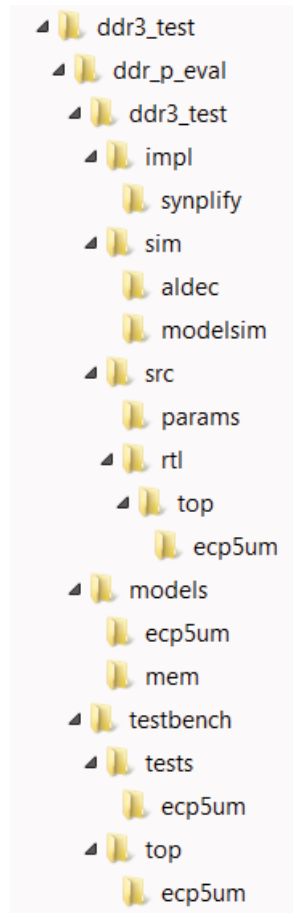 ddr3_test
ddr_p_eval
ddr3_test
impl
synplify
sim
aldec
modelsim
src
params
rtl
top
ecp5um
models
ecp5um
mem
testbench
tests
ecp5um
top
ecp5um